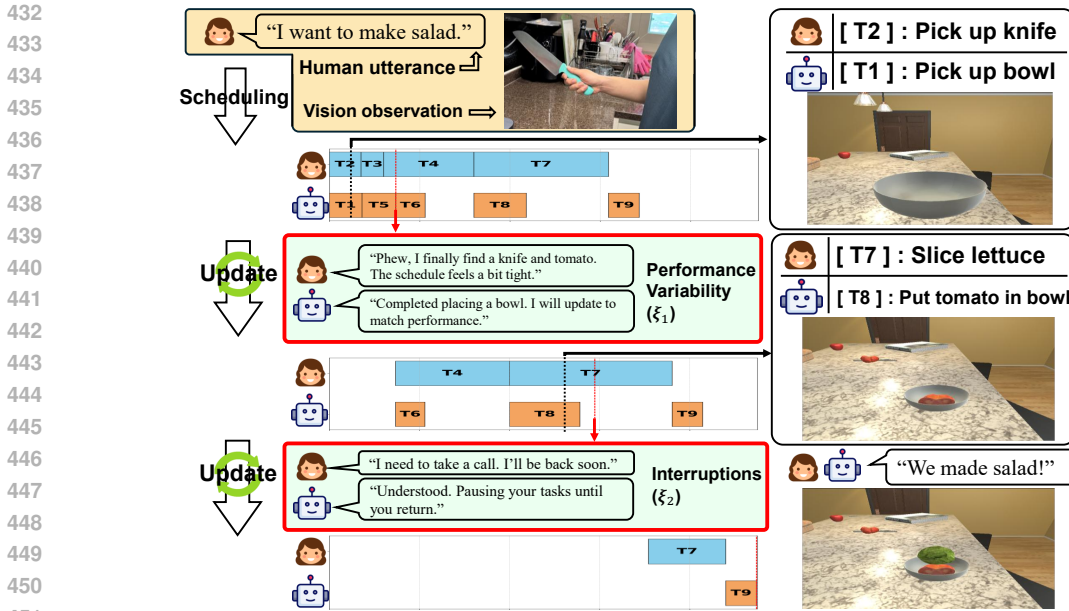 432
433
434
435
436
437
438
439
440
441
442
443
444
445
446
447
448
449
450
“I want to make salad.”
Human utterance
Vision observation
Scheduling
T2 T3 T4 T7
T1 T5 T6 T8 T9
[ T2 ] : Pick up knife
[ T1 ] : Pick up bowl
Update
“Phew, I finally find a knife and tomato.
The schedule feels a bit tight.”
“Completed placing a bowl. I will update to
match performance.”
Performance
Variability
(ξ1)
T4 T7
T6 T8 T9
[ T7 ] : Slice lettuce
[ T8 ] : Put tomato in bowl
Update
“I need to take a call. I’ll be back soon.”
“Understood. Pausing your tasks until
you return.”
Interruptions
(ξ2)
T7
T9
“We made salad!”